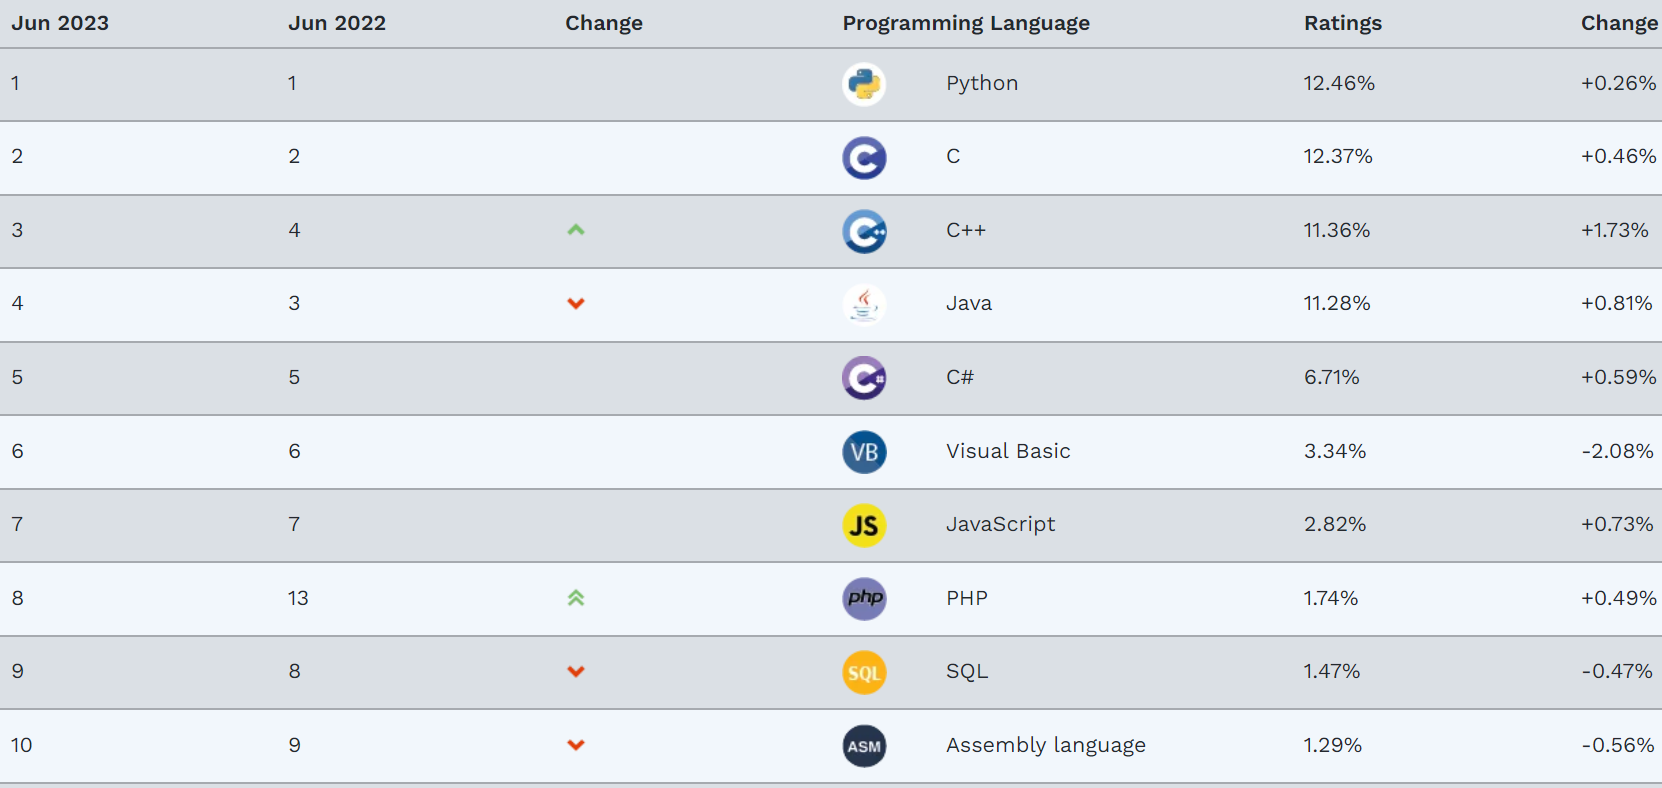 Jun 2023 Jun 2022 Change Programming Language Ratings Change
1 1 Python 12.46% +0.26%
2 2 C C 12.37% +0.46%
3 4 C++ C++ 11.36% +1.73%
4 3 Java 11.28% +0.81%
5 5 C# C# 6.71% +0.59%
6 6 VB Visual Basic 3.34% -2.08%
7 7 JS JavaScript 2.82% +0.73%
8 13 php PHP 1.74% +0.49%
9 8 SQL SQL 1.47% -0.47%
10 9 ASM Assembly language 1.29% -0.56%